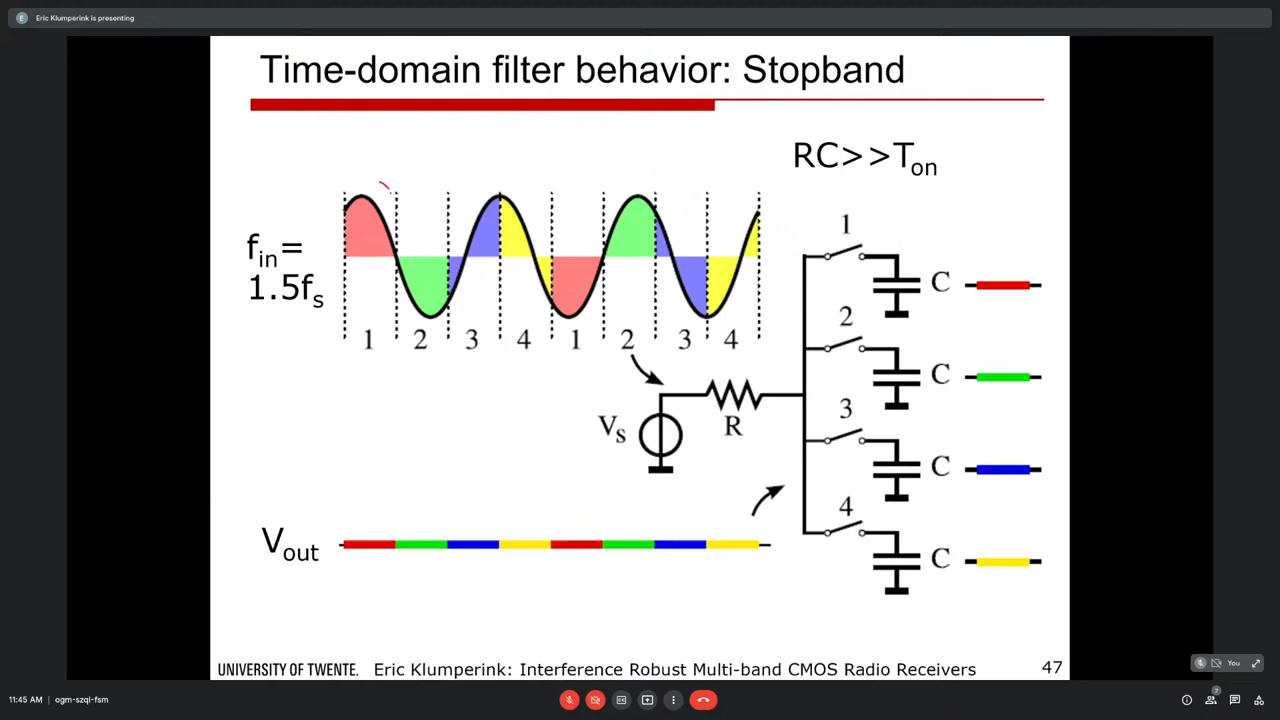 Eric Klumperink is presenting
Time-domain filter behavior: Stopband
RC>>Ton
fin=
1.5fs
1 2 3 4 1 2 3 4
Vs
R
1
C
2
C
3
C
4
C
Vout
UNIVERSITY OF TWENTE. Eric Klumperink: Interference Robust Multi-band CMOS Radio Receivers 47
E
You
11:45 AM ogm-szql-fsm
7